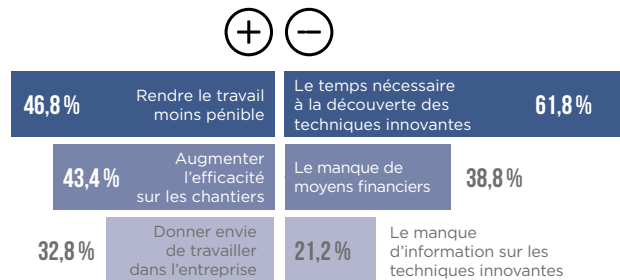 46,8 %
Rendre le travail
moins pénible
Le temps nécessaire
à la découverte des
techniques innovantes
61,8 %
43,4 %
Augmenter
l'efficacité
sur les chantiers
Le manque de
moyens financiers
38,8 %
32,8 %
Donner envie
de travailler
dans l'entreprise
21,2 %
Le manque
d'information sur les
techniques innovantes